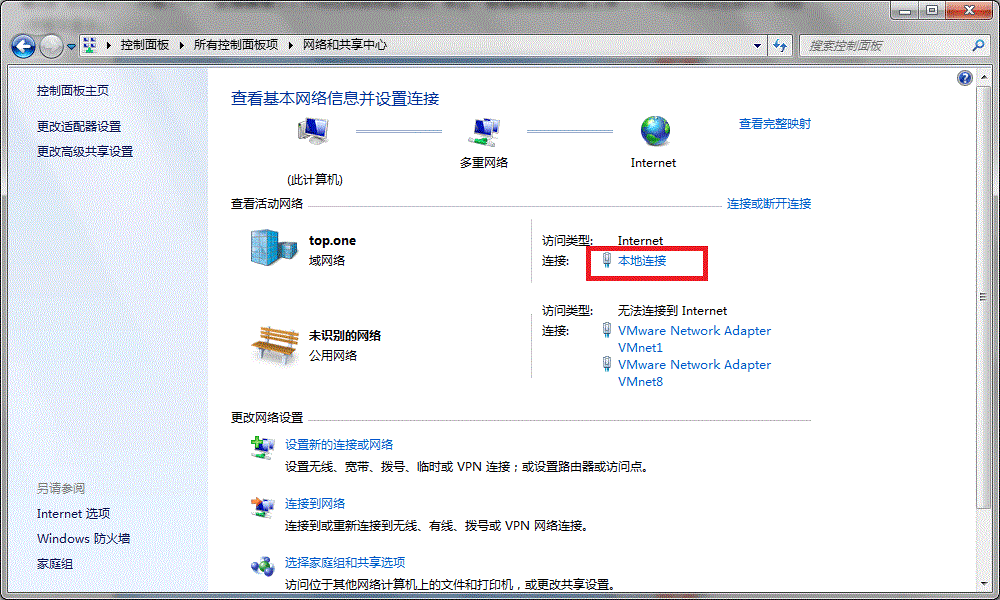 控制面板 ▸ 所有控制面板项 ▸ 网络和共享中心
搜索控制面板
控制面板主页
更改适配器设置
更改高级共享设置
另请参阅
Internet 选项
Windows 防火墙
家庭组
查看基本网络信息并设置连接
查看完整映射
(此计算机)
多重网络
Internet
查看活动网络
连接或断开连接
top.one
域网络
访问类型: Internet
连接: 本地连接
未识别的网络
公用网络
访问类型: 无法连接到 Internet
连接: VMware Network Adapter
VMnet1
VMware Network Adapter
VMnet8
更改网络设置
设置新的连接或网络
设置无线、宽带、拨号、临时或 VPN 连接；或设置路由器或访问点。
连接到网络
连接到或重新连接到无线、有线、拨号或 VPN 网络连接。
选择家庭组和共享选项
访问位于其他网络计算机上的文件和打印机，或更改共享设置。